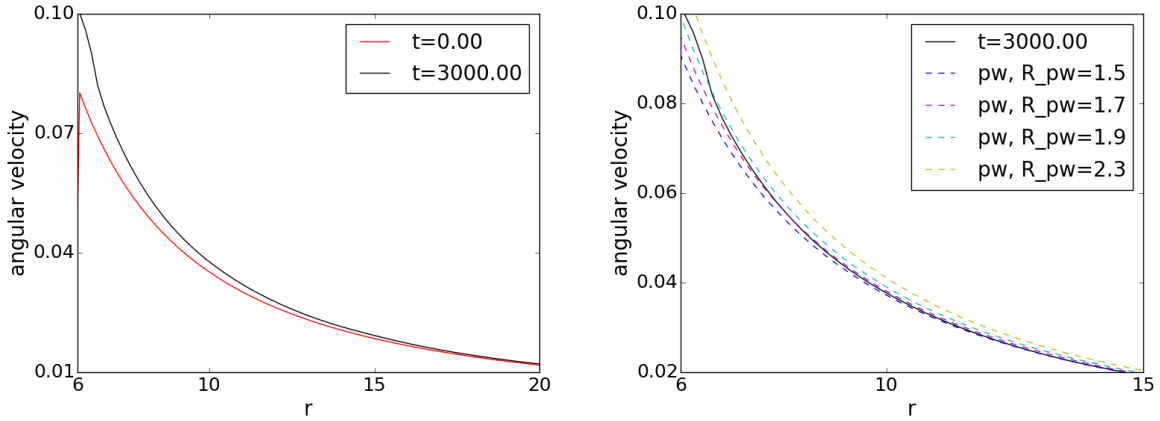 angular velocity
0.10
0.07
0.04
0.01
6
10
15
20
r
t=0.00
t=3000.00
angular velocity
0.10
0.08
0.06
0.04
0.02
6
10
15
r
t=3000.00
pw, R_pw=1.5
pw, R_pw=1.7
pw, R_pw=1.9
pw, R_pw=2.3